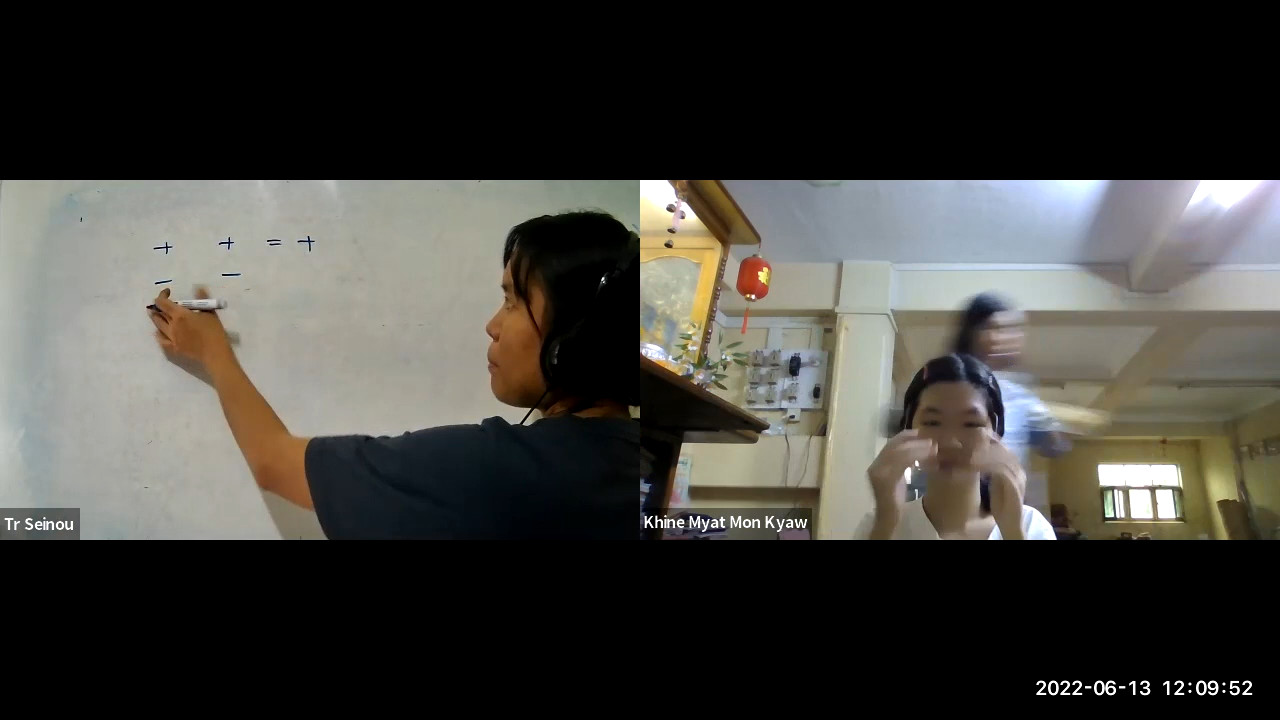 + + = +
- -
Tr Seinou
Khine Myat Mon Kyaw
2022-06-13 12:09:52